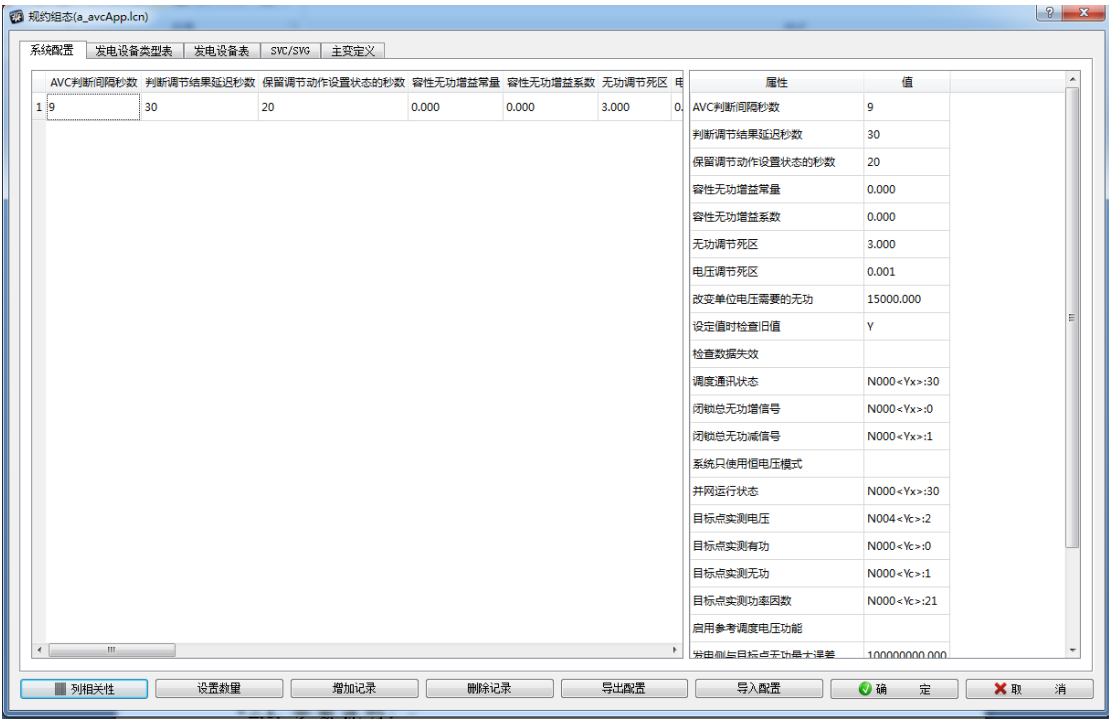 规约组态(a_avcApp.lcn)
系统配置 发电设备类型表 发电设备表 SVC/SVG 主变定义
AVC判断间隔秒数 判断调节结果延迟秒数 保留调节动作设置状态的秒数 容性无功增益常量 容性无功增益系数 无功调节死区
1 9 30 20 0.000 0.000 3.000 0.
属性 值
AVC判断间隔秒数 9
判断调节结果延迟秒数 30
保留调节动作设置状态的秒数 20
容性无功增益常量 0.000
容性无功增益系数 0.000
无功调节死区 3.000
电压调节死区 0.001
改变单位电压需要的无功 15000.000
设定值时检查旧值 Y
检查数据失效
调度通讯状态 N000<Yx>:30
闭锁总无功增信号 N000<Yx>:0
闭锁总无功减信号 N000<Yx>:1
系统只使用恒电压模式
并网运行状态 N000<Yx>:30
目标点实测电压 N004<Yc>:2
目标点实测有功 N000<Yc>:0
目标点实测无功 N000<Yc>:1
目标点实测功率因数 N000<Yc>:21
启用参考调度电压功能
发电侧与目标点无功最大误差 100000000.000
列相关性 设置数量 增加记录 删除记录 导出配置 导入配置 确 定 取 消